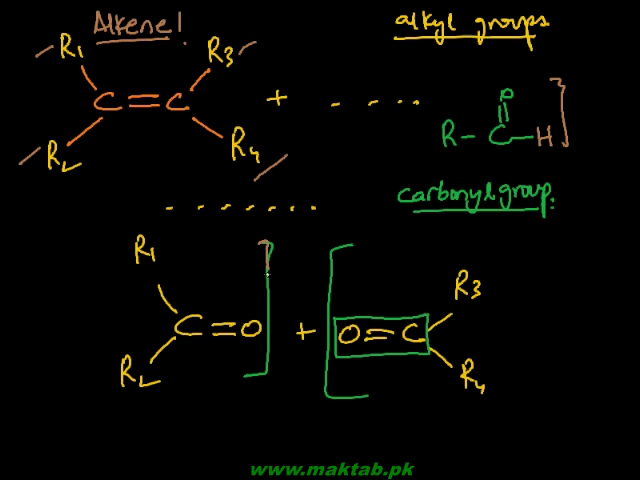 Alkene! alkyl groups
R1 R3
C=C + - - . . . O
R2 R4 R-C-H ]
|| 
Carbonyl group:
. . . . . . .
R1 R3
C=O ] + [ O=C
R2 R4
www.maktab.pk